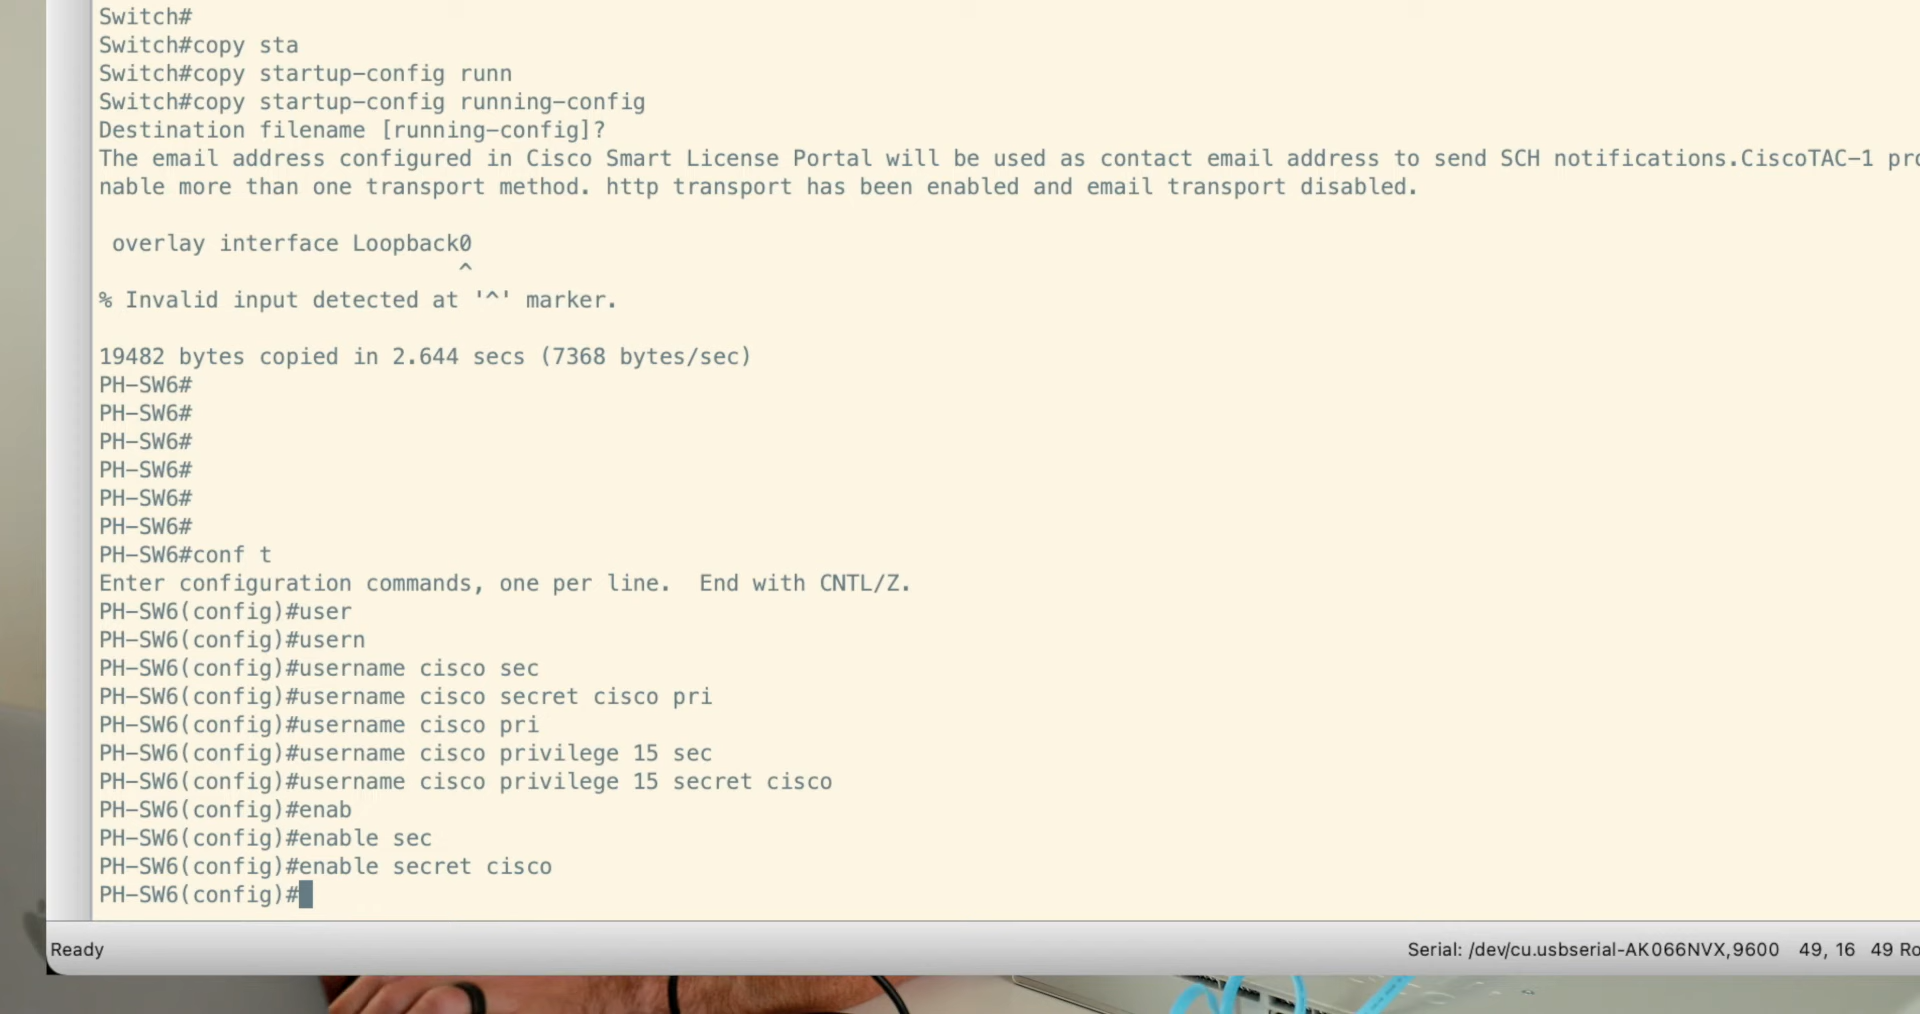 Switch#
Switch#copy sta
Switch#copy startup-config runn
Switch#copy startup-config running-config
Destination filename [running-config]?
The email address configured in Cisco Smart License Portal will be used as contact email address to send SCH notifications.CiscoTAC-1 pro
nable more than one transport method. http transport has been enabled and email transport disabled.
overlay interface Loopback0
^
% Invalid input detected at '^' marker.
19482 bytes copied in 2.644 secs (7368 bytes/sec)
PH-SW6#
PH-SW6#
PH-SW6#
PH-SW6#
PH-SW6#
PH-SW6#
PH-SW6#conf t
Enter configuration commands, one per line.  End with CNTL/Z.
PH-SW6(config)#user
PH-SW6(config)#usern
PH-SW6(config)#username cisco sec
PH-SW6(config)#username cisco secret cisco pri
PH-SW6(config)#username cisco pri
PH-SW6(config)#username cisco privilege 15 sec
PH-SW6(config)#username cisco privilege 15 secret cisco
PH-SW6(config)#enab
PH-SW6(config)#enable sec
PH-SW6(config)#enable secret cisco
PH-SW6(config)#
Ready
Serial: /dev/cu.usbserial-AK066NVX,9600 49, 16 49 Ro